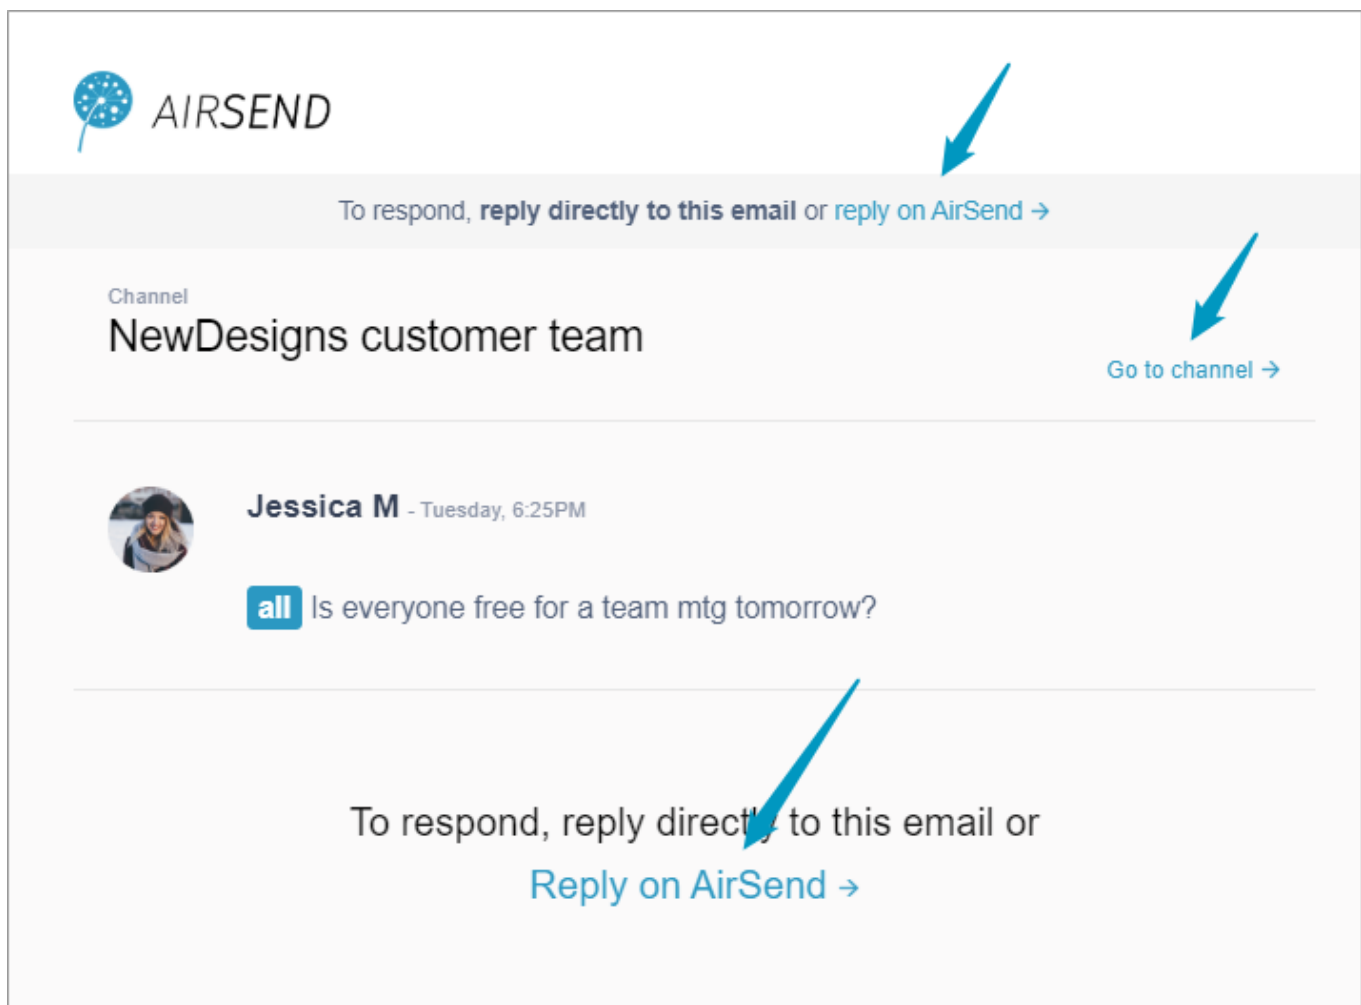 AIRSEND
To respond, reply directly to this email or reply on AirSend →
Channel
NewDesigns customer team
Go to channel →
Jessica M - Tuesday, 6:25PM
all Is everyone free for a team mtg tomorrow?
To respond, reply directly to this email or
Reply on AirSend →